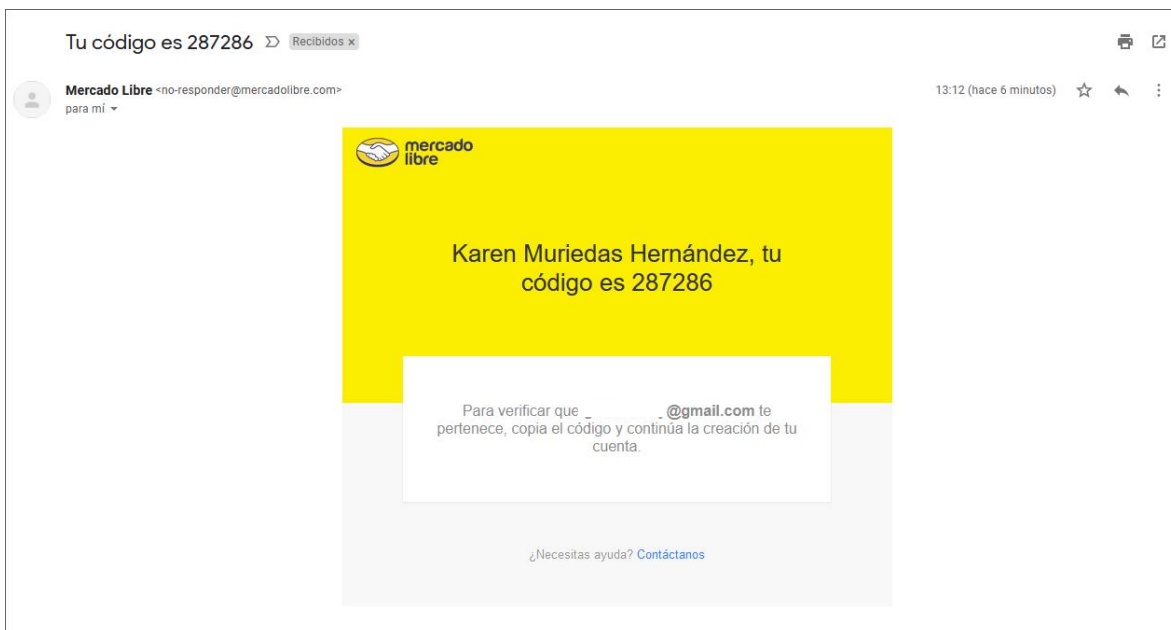 Tu código es 287286 Recibidos x
Mercado Libre <no-responder@mercadolibre.com>
13:12 (hace 6 minutos)
para mí
mercado
libre
Karen Muriedas Hernández, tu
código es 287286
Para verificar que @gmail.com te
pertenece, copia el código y continúa la creación de tu
cuenta.
¿Necesitas ayuda? Contáctanos